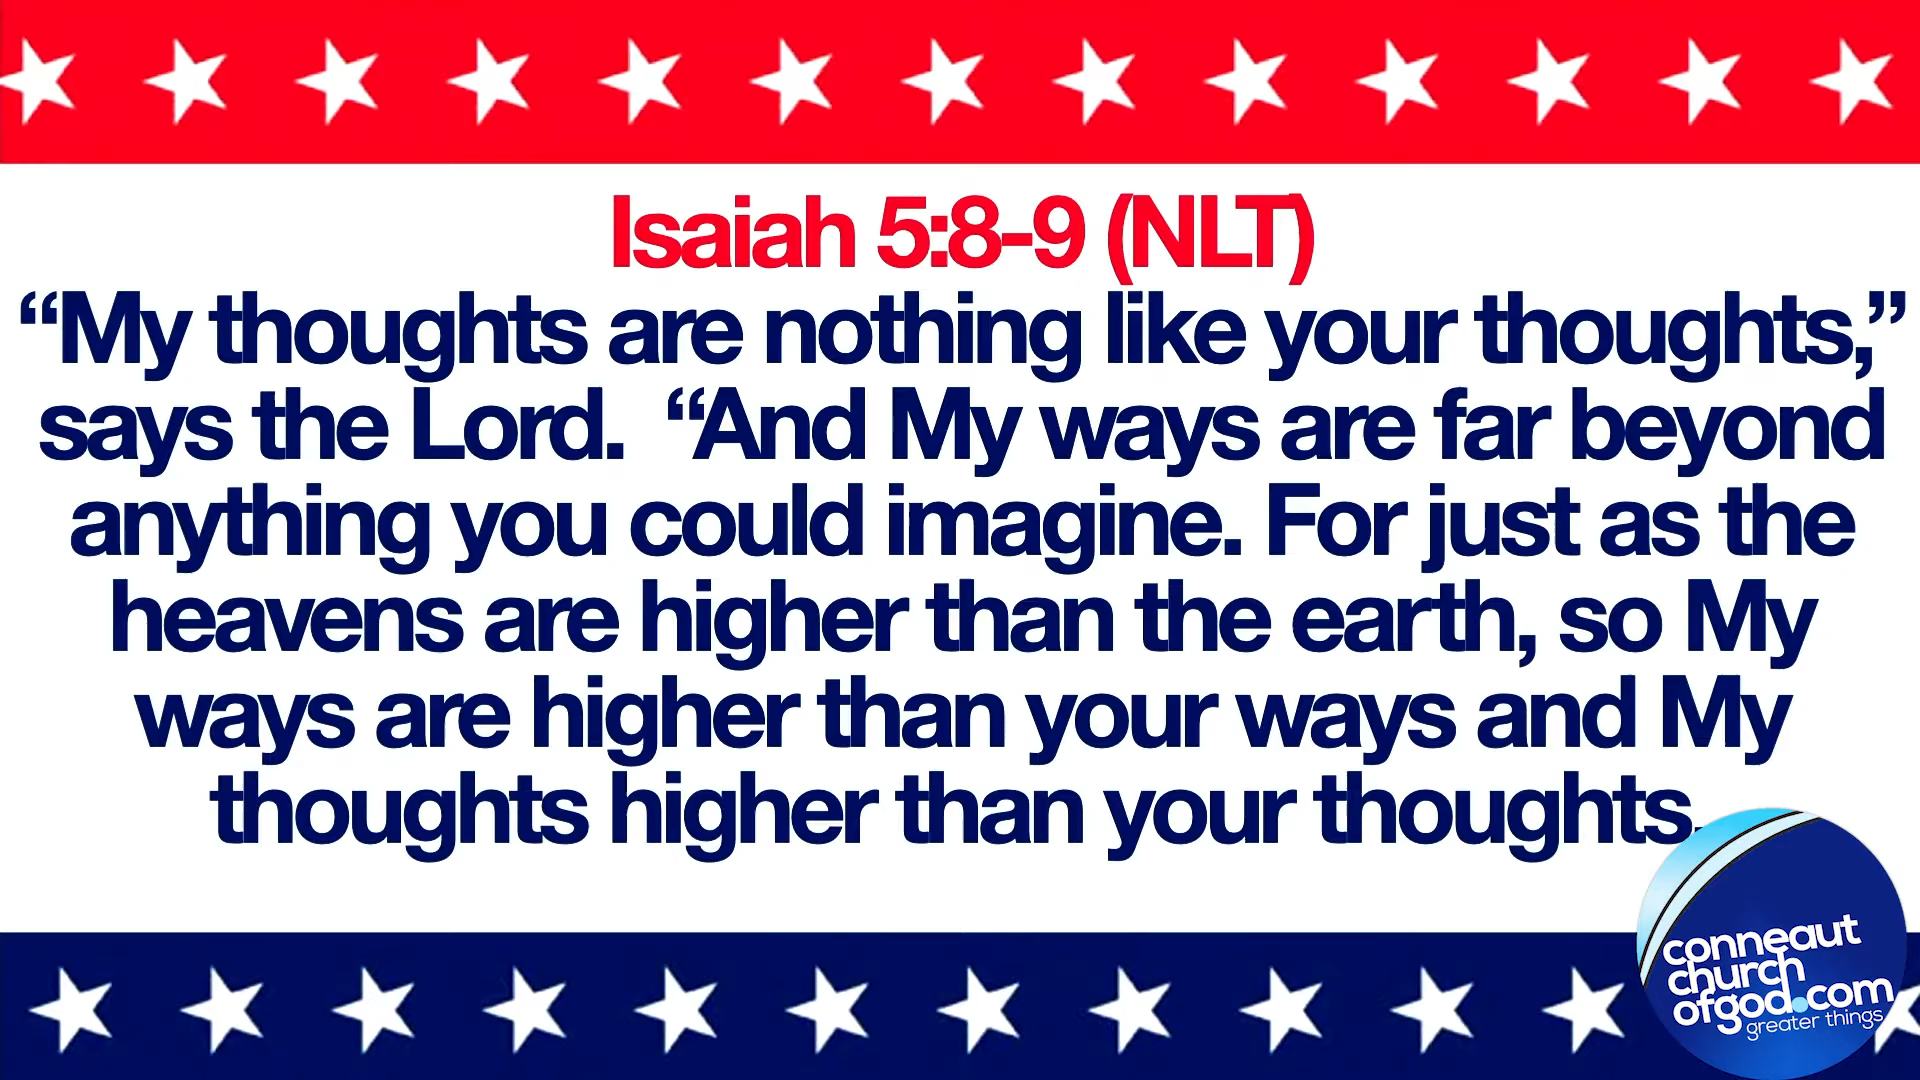 Isaiah 5:8-9 (NLT)
“My thoughts are nothing like your thoughts,”
says the Lord.  “And My ways are far beyond
anything you could imagine. For just as the
heavens are higher than the earth, so My
ways are higher than your ways and My
thoughts higher than your thoughts.
conneaut
church
ofgod.com
greater things